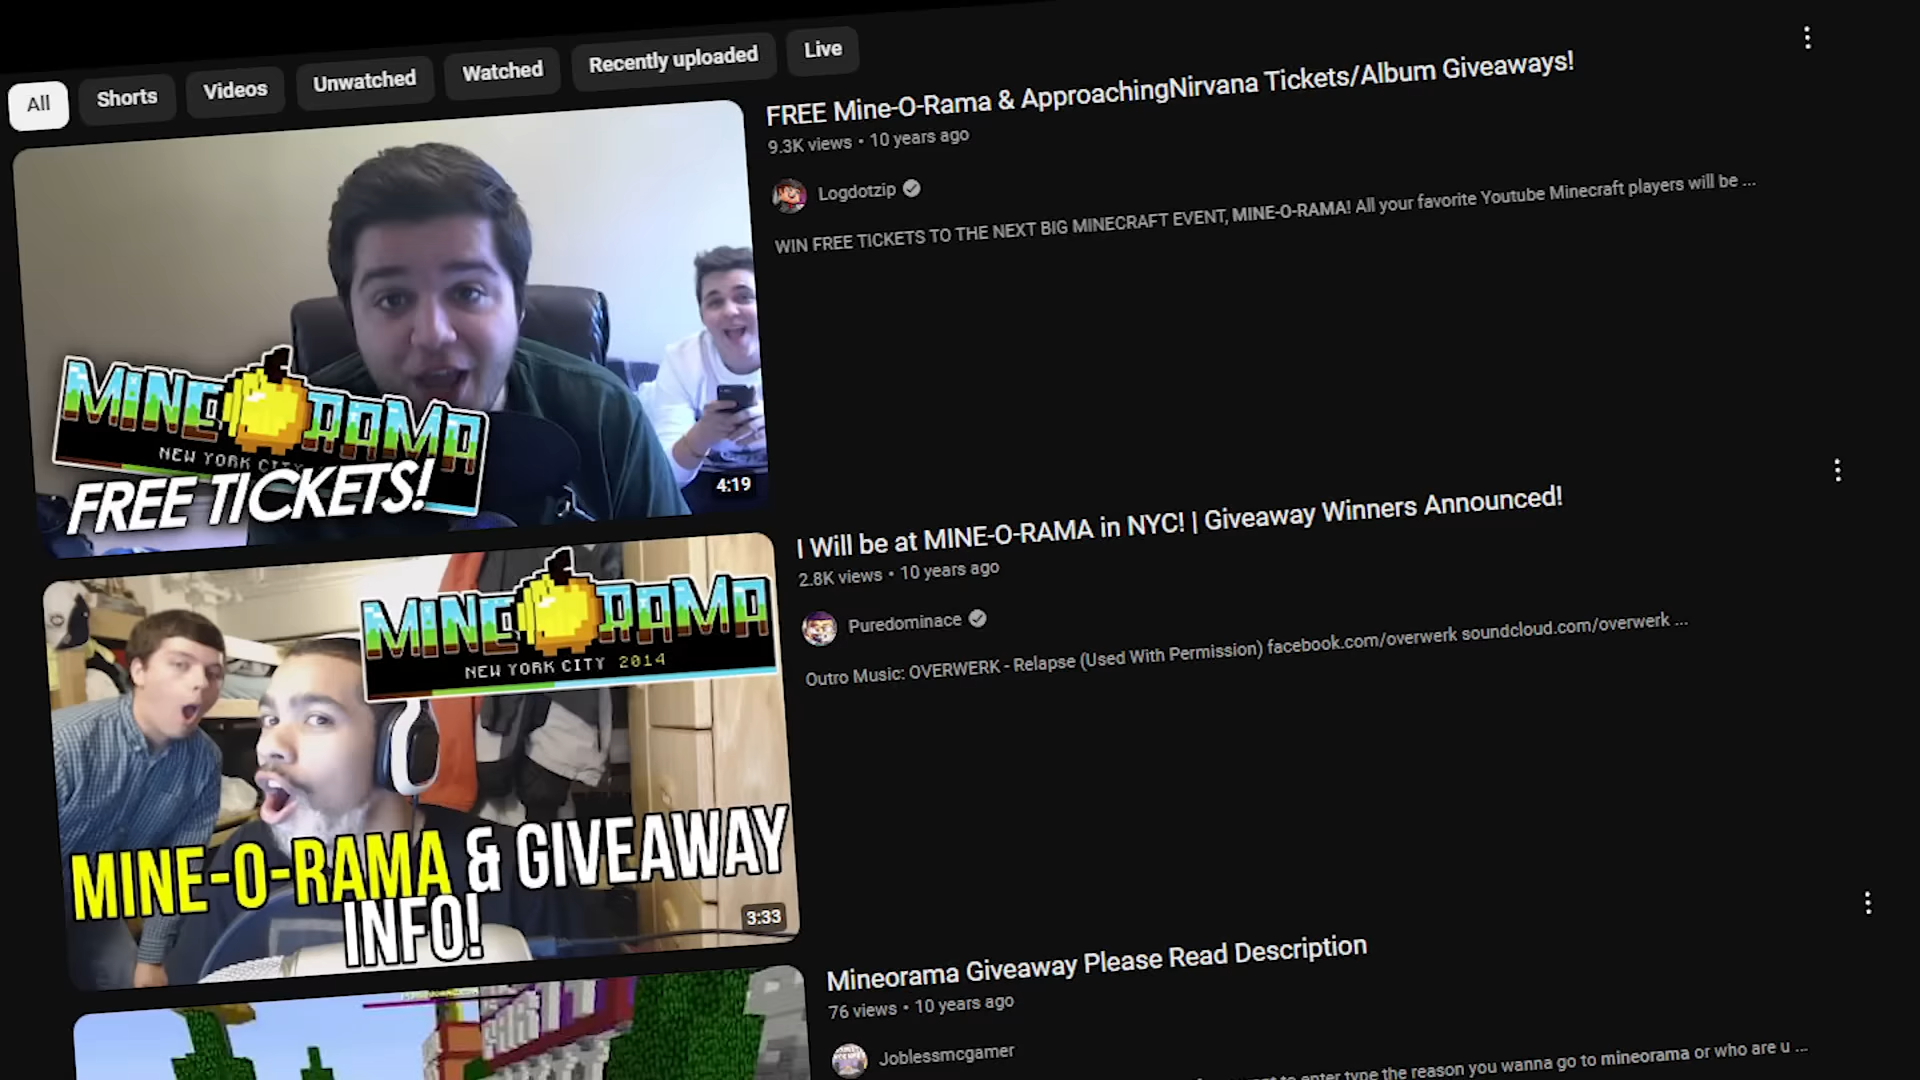 All
Shorts
Videos
Unwatched
Watched
Recently uploaded
Live
MINE RAMA
NEW YORK CIT
FREE TICKETS!
4:19
FREE Mine-O-Rama & ApproachingNirvana Tickets/Album Giveaways!
9.3K views • 10 years ago
Logdotzip
WIN FREE TICKETS TO THE NEXT BIG MINECRAFT EVENT, MINE-O-RAMA! All your favorite Youtube Minecraft players will be ...
MINE RAMA
NEW YORK CITY 2014
MINE-O-RAMA & GIVEAWAY
INFO!
3:33
I Will be at MINE-O-RAMA in NYC! | Giveaway Winners Announced!
2.8K views • 10 years ago
Puredominace
Outro Music: OVERWERK - Relapse (Used With Permission) facebook.com/overwerk soundcloud.com/overwerk ...
Mineorama Giveaway Please Read Description
76 views • 10 years ago
Joblessmcgamer
to enter type the reason you wanna go to mineorama or who are u ...